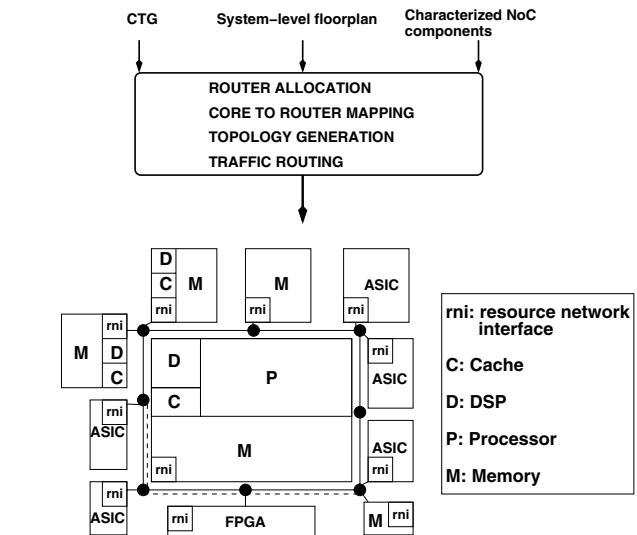 CTG
System-level floorplan
Characterized NoC
components
ROUTER ALLOCATION
CORE TO ROUTER MAPPING
TOPOLOGY GENERATION
TRAFFIC ROUTING
D
C
M
rni
M
rni
ASIC
rni
M
rni
D
C
D
C
P
rni
ASIC
rni
ASIC
M
rni
ASIC
rni
rni
ASIC
rni
FPGA
M
rni
rni: resource network
interface
C: Cache
D: DSP
P: Processor
M: Memory